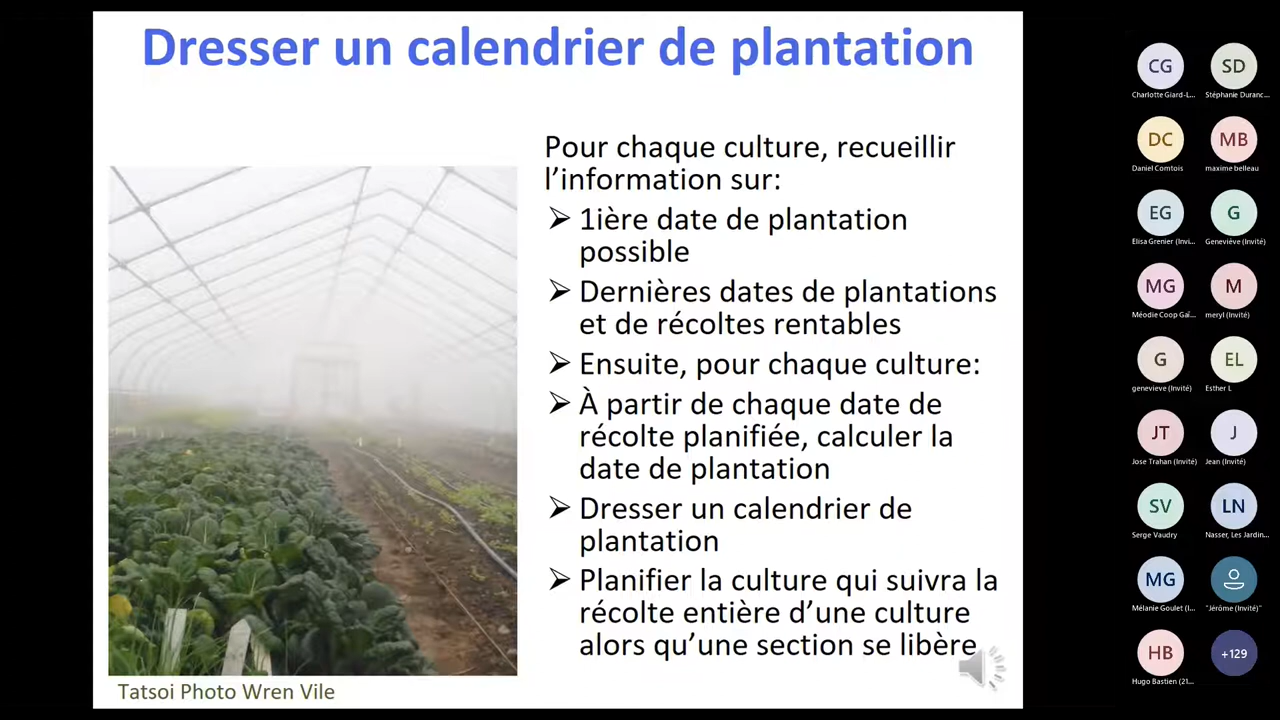 Dresser un calendrier de plantation
Pour chaque culture, recueillir
l’information sur:
➢ 1ière date de plantation
possible
➢ Dernières dates de plantations
et de récoltes rentables
➢ Ensuite, pour chaque culture:
➢ À partir de chaque date de
récolte planifiée, calculer la
date de plantation
➢ Dresser un calendrier de
plantation
➢ Planifier la culture qui suivra la
récolte entière d’une culture
alors qu’une section se libère
Tatsoi Photo Wren Vile
CG
SD
Charlotte Giard-L...
Stéphanie Duranc...
DC
MB
Daniel Comtois
maxime belleau
EG
G
Elisa Grenier (Invi...
Geneviève (Invité)
MG
M
Méodie Coop Gaï...
meryl (Invité)
G
EL
genevieve (Invité)
Esther L
JT
J
Jose Trahan (Invité)
Jean (Invité)
SV
LN
Serge Vaudry
Nasser, Les Jardin...
MG
Mélanie Goulet (I...
"Jérôme (Invité)"
HB
+129
Hugo Bastien (21...